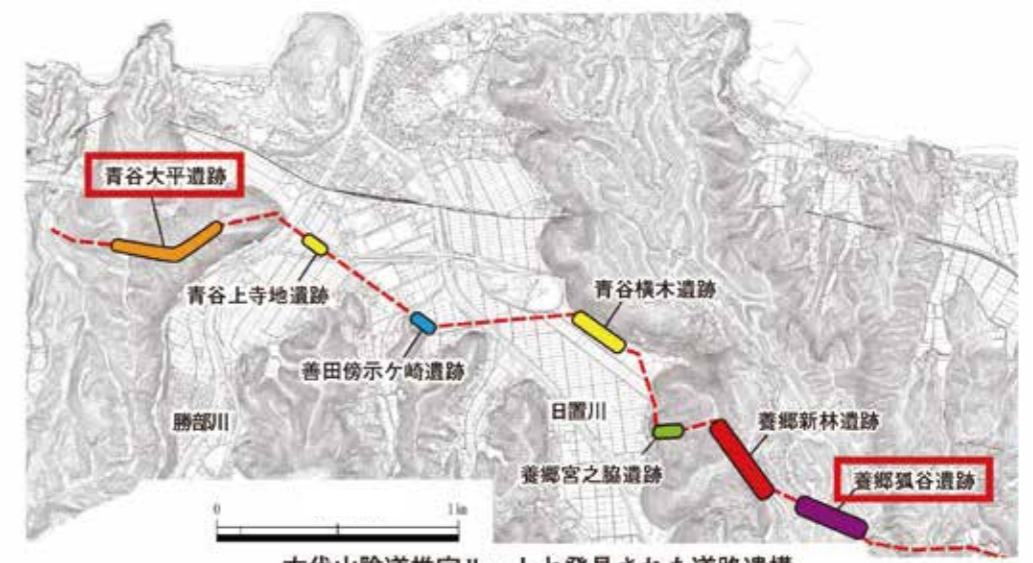 青谷大平遺跡
青谷上寺地遺跡
青谷横木遺跡
善田傍示ケ崎遺跡
勝部川
日置川
養郷新林遺跡
養郷宮之脇遺跡
養郷狐谷遺跡
0 1km